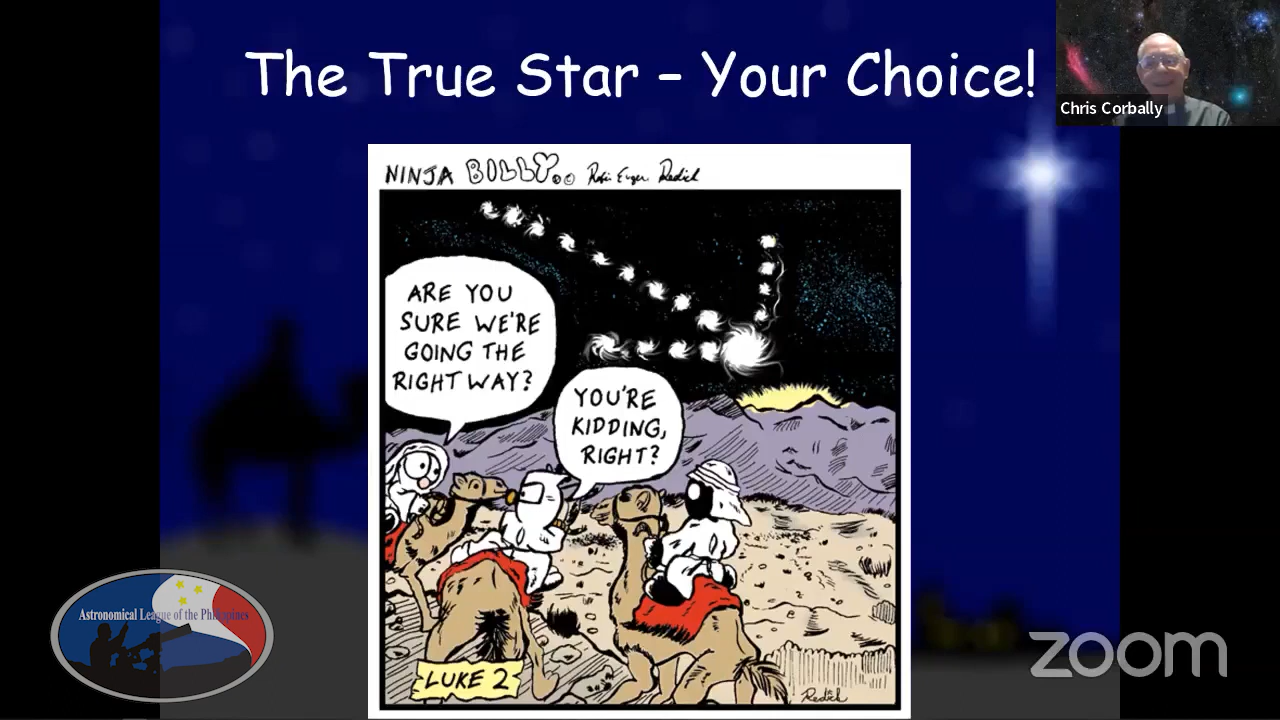 The True Star – Your Choice!
Chris Corbally
NINJA BILLY..
ARE YOU
SURE WE'RE
GOING THE
RIGHT WAY?
YOU'RE
KIDDING,
RIGHT?
LUKE 2
Redick
Astronomical League of the Philippines
zoom